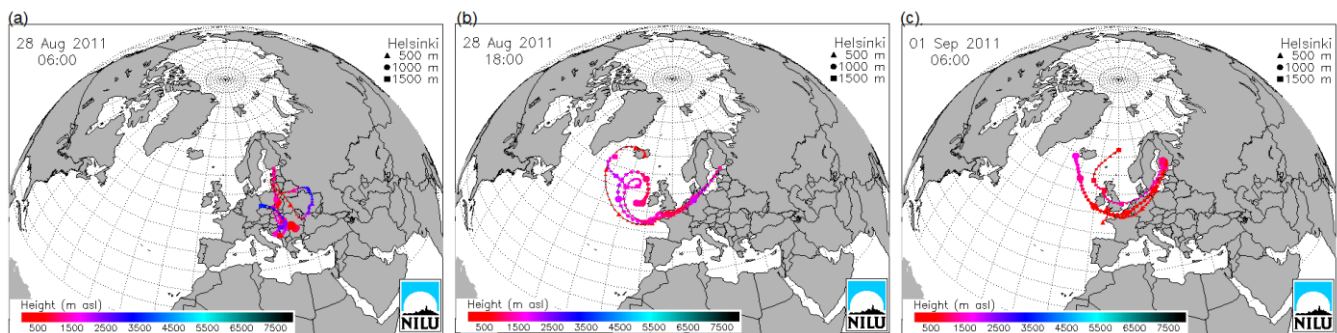 (a)
28 Aug 2011
06:00
Helsinki
▲ 500 m
● 1000 m
■ 1500 m
Height (m asl)
500 1500 2500 3500 4500 5500 6500 7500
NILU
(b)
28 Aug 2011
18:00
Helsinki
▲ 500 m
● 1000 m
■ 1500 m
Height (m asl)
500 1500 2500 3500 4500 5500 6500 7500
NILU
(c)
01 Sep 2011
06:00
Helsinki
▲ 500 m
● 1000 m
■ 1500 m
Height (m asl)
500 1500 2500 3500 4500 5500 6500 7500
NILU